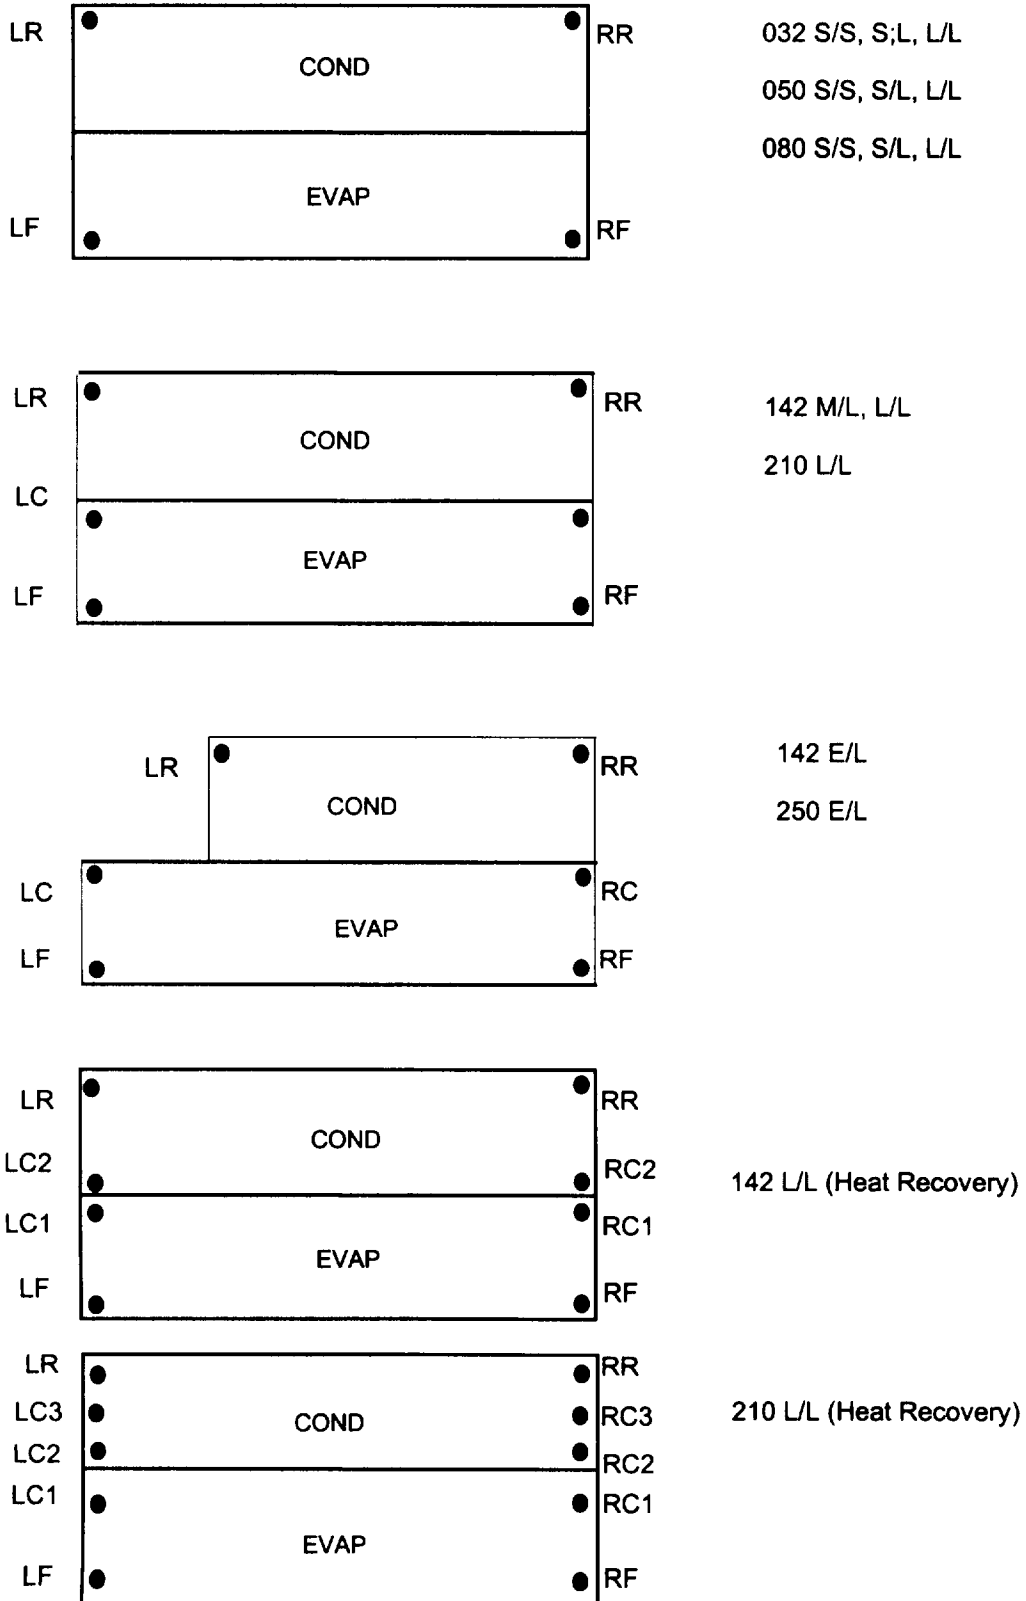 LR RR 032 S/S, S;L, L/L
COND
050 S/S, S/L, L/L
080 S/S, S/L, L/L
EVAP
LF RF
LR RR 142 M/L, L/L
COND
210 L/L
LC
EVAP
LF RF
LR RR 142 E/L
COND
250 E/L
LC RC
EVAP
LF RF
LR RR
COND
LC2 RC2
142 L/L (Heat Recovery)
LC1 RC1
EVAP
LF RF
LR RR
LC3 COND RC3 210 L/L (Heat Recovery)
LC2 RC2
LC1 RC1
EVAP
LF RF